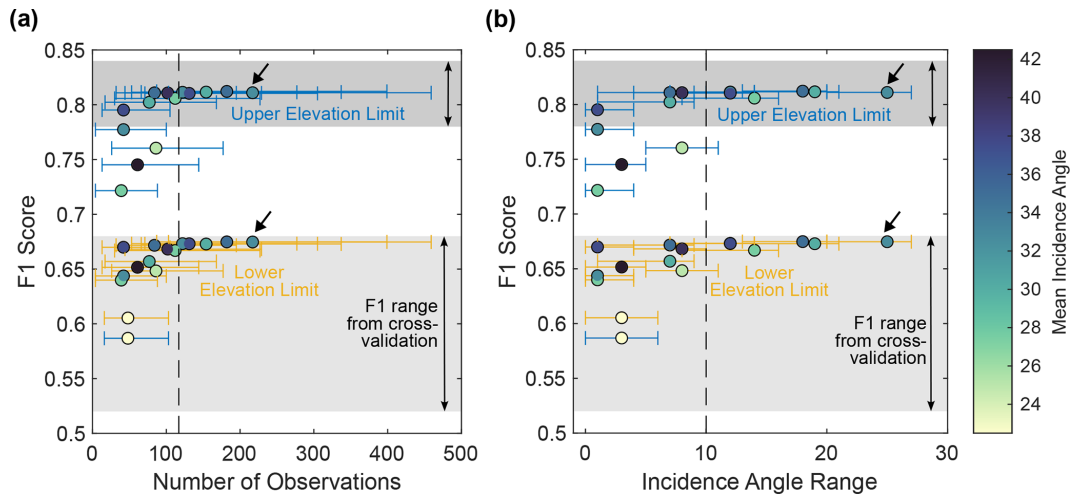 (a)
0.85
0.8
0.75
0.7
0.65
0.6
0.55
0.5
F1 Score
Upper Elevation Limit
Lower
Elevation Limit
F1 range
from cross-
validation
0
100
200
300
400
500
Number of Observations
(b)
0.85
0.8
0.75
0.7
0.65
0.6
0.55
0.5
F1 Score
Upper Elevation Limit
Lower
Elevation Limit
F1 range
from cross-
validation
0
10
20
30
Incidence Angle Range
42
40
38
36
34
32
30
28
26
24
Mean Incidence Angle